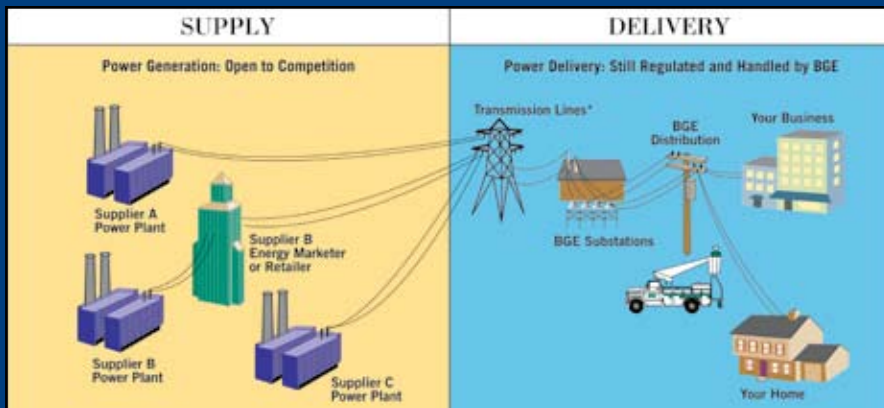 SUPPLY
Power Generation: Open to Competition
Supplier A
Power Plant
Supplier B
Energy Marketer
or Retailer
Supplier B
Power Plant
Supplier C
Power Plant
DELIVERY
Power Delivery: Still Regulated and Handled by BGE
Transmission Lines*
BGE
Distribution
Your Business
BGE Substations
Your Home